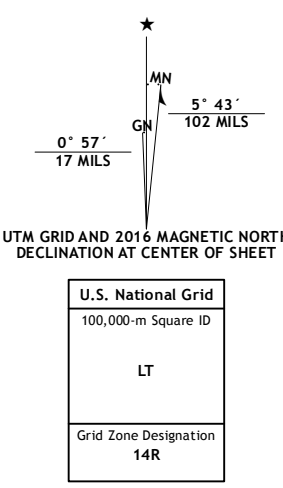 ★
MN
5° 43´
102 MILS
GN
0° 57´
17 MILS
UTM GRID AND 2016 MAGNETIC NORTH
DECLINATION AT CENTER OF SHEET
U.S. National Grid
100,000-m Square ID
LT
Grid Zone Designation
14R